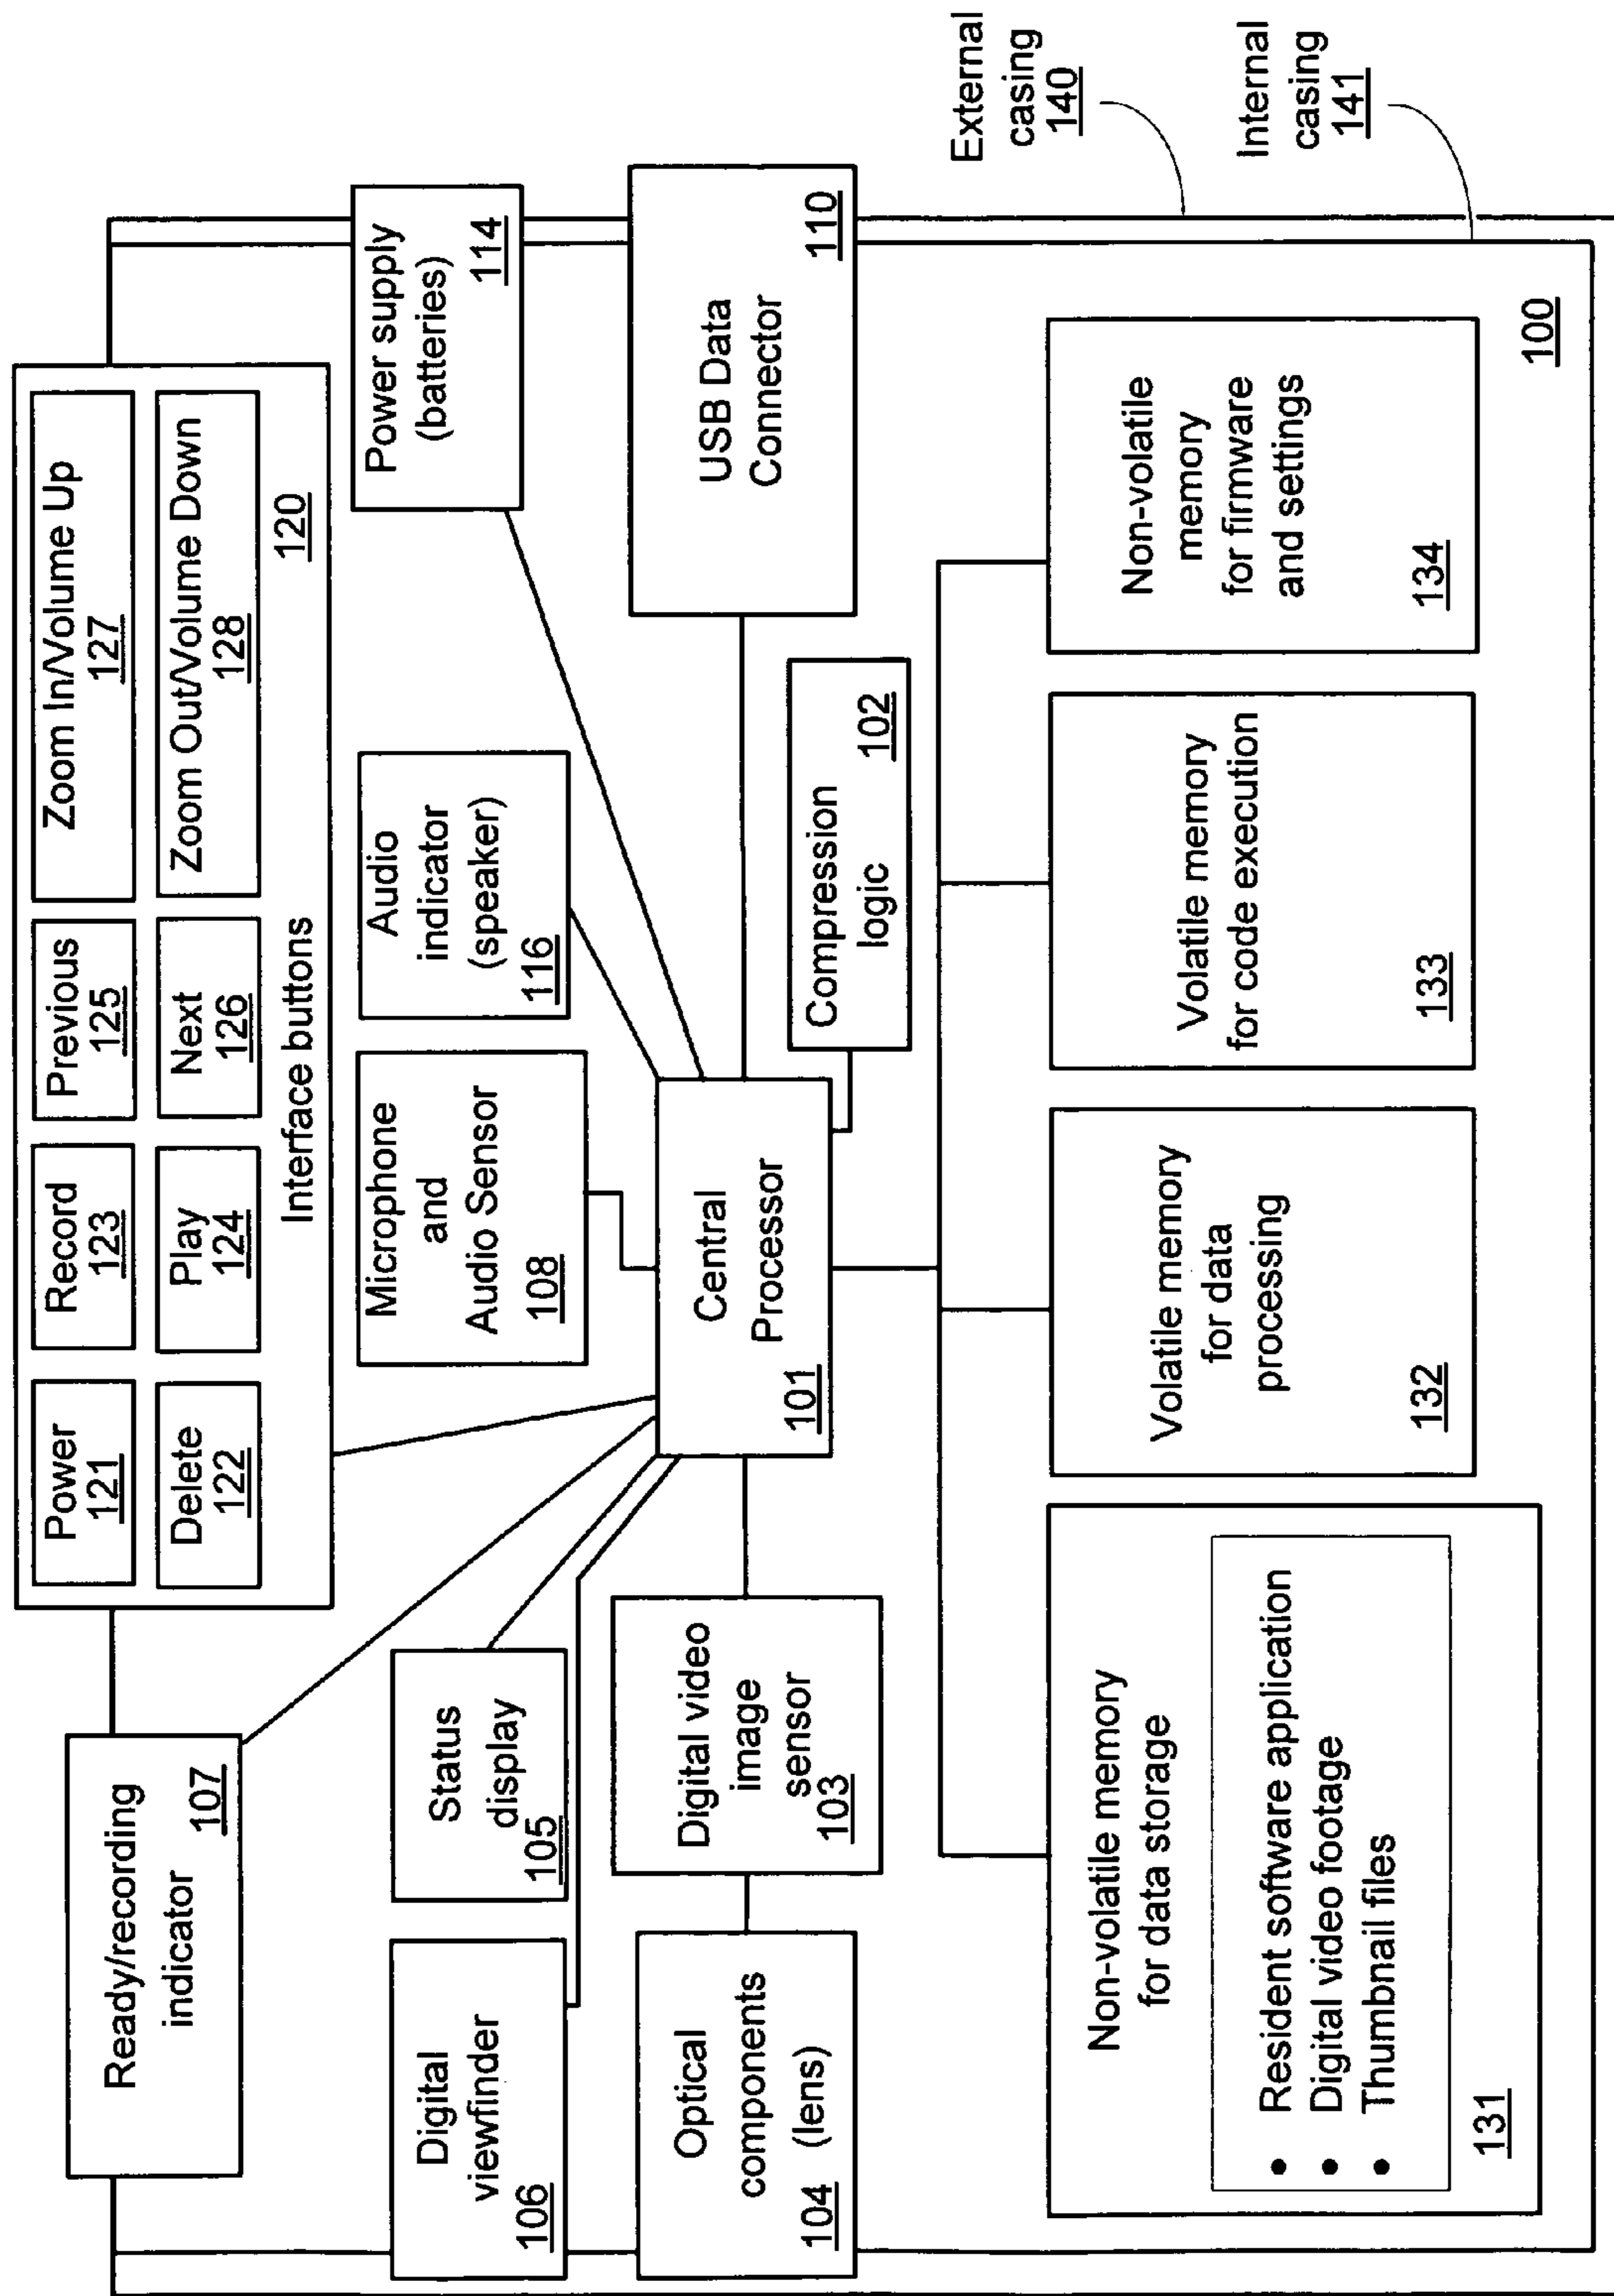 Ready/recording
indicator
107
Power
121
Record
123
Previous
125
Zoom In/Volume Up
127
Delete
122
Play
124
Next
126
Zoom Out/Volume Down
128
Interface buttons
120
Digital
viewfinder
106
Status
display
105
Microphone
and
Audio Sensor
108
Audio
indicator
(speaker)
116
Power supply
(batteries)
114
Optical
components
(lens)
104
Digital video
image
sensor
103
Central
Processor
101
Compression
logic
102
USB Data
Connector
110
Non-volatile memory
for data storage
• Resident software application
• Digital video footage
• Thumbnail files
131
Volatile memory
for data
processing
132
Volatile memory
for code execution
133
Non-volatile
memory
for firmware
and settings
134
100
External
casing
140
Internal
casing
141